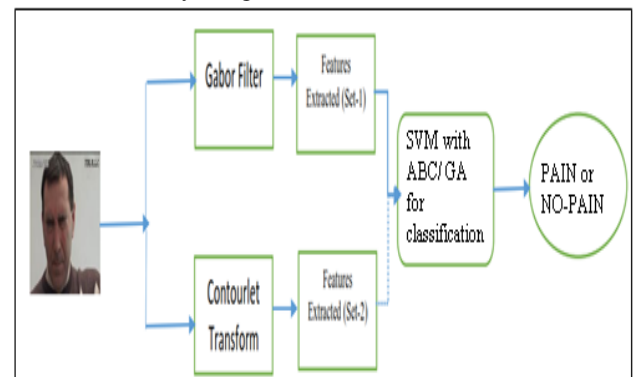 Gabor Filter
Features
Extracted (Set-1)
SVM with
ABC/ GA
for
classification
PAIN or
NO-PAIN
Contourlet
Transform
Features
Extracted (Set-2)